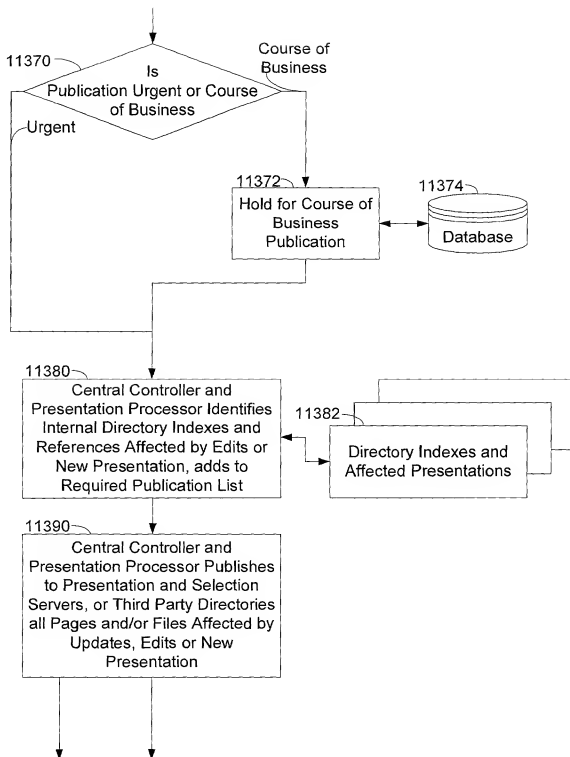 11370
Is
Publication Urgent or Course
of Business
Course of
Business
Urgent
11372
Hold for Course of
Business
Publication
11374
Database
11380
Central Controller and
Presentation Processor Identifies
Internal Directory Indexes and
References Affected by Edits or
New Presentation, adds to
Required Publication List
11382
Directory Indexes and
Affected Presentations
11390
Central Controller and
Presentation Processor Publishes
to Presentation and Selection
Servers, or Third Party Directories
all Pages and/or Files Affected by
Updates, Edits or New
Presentation